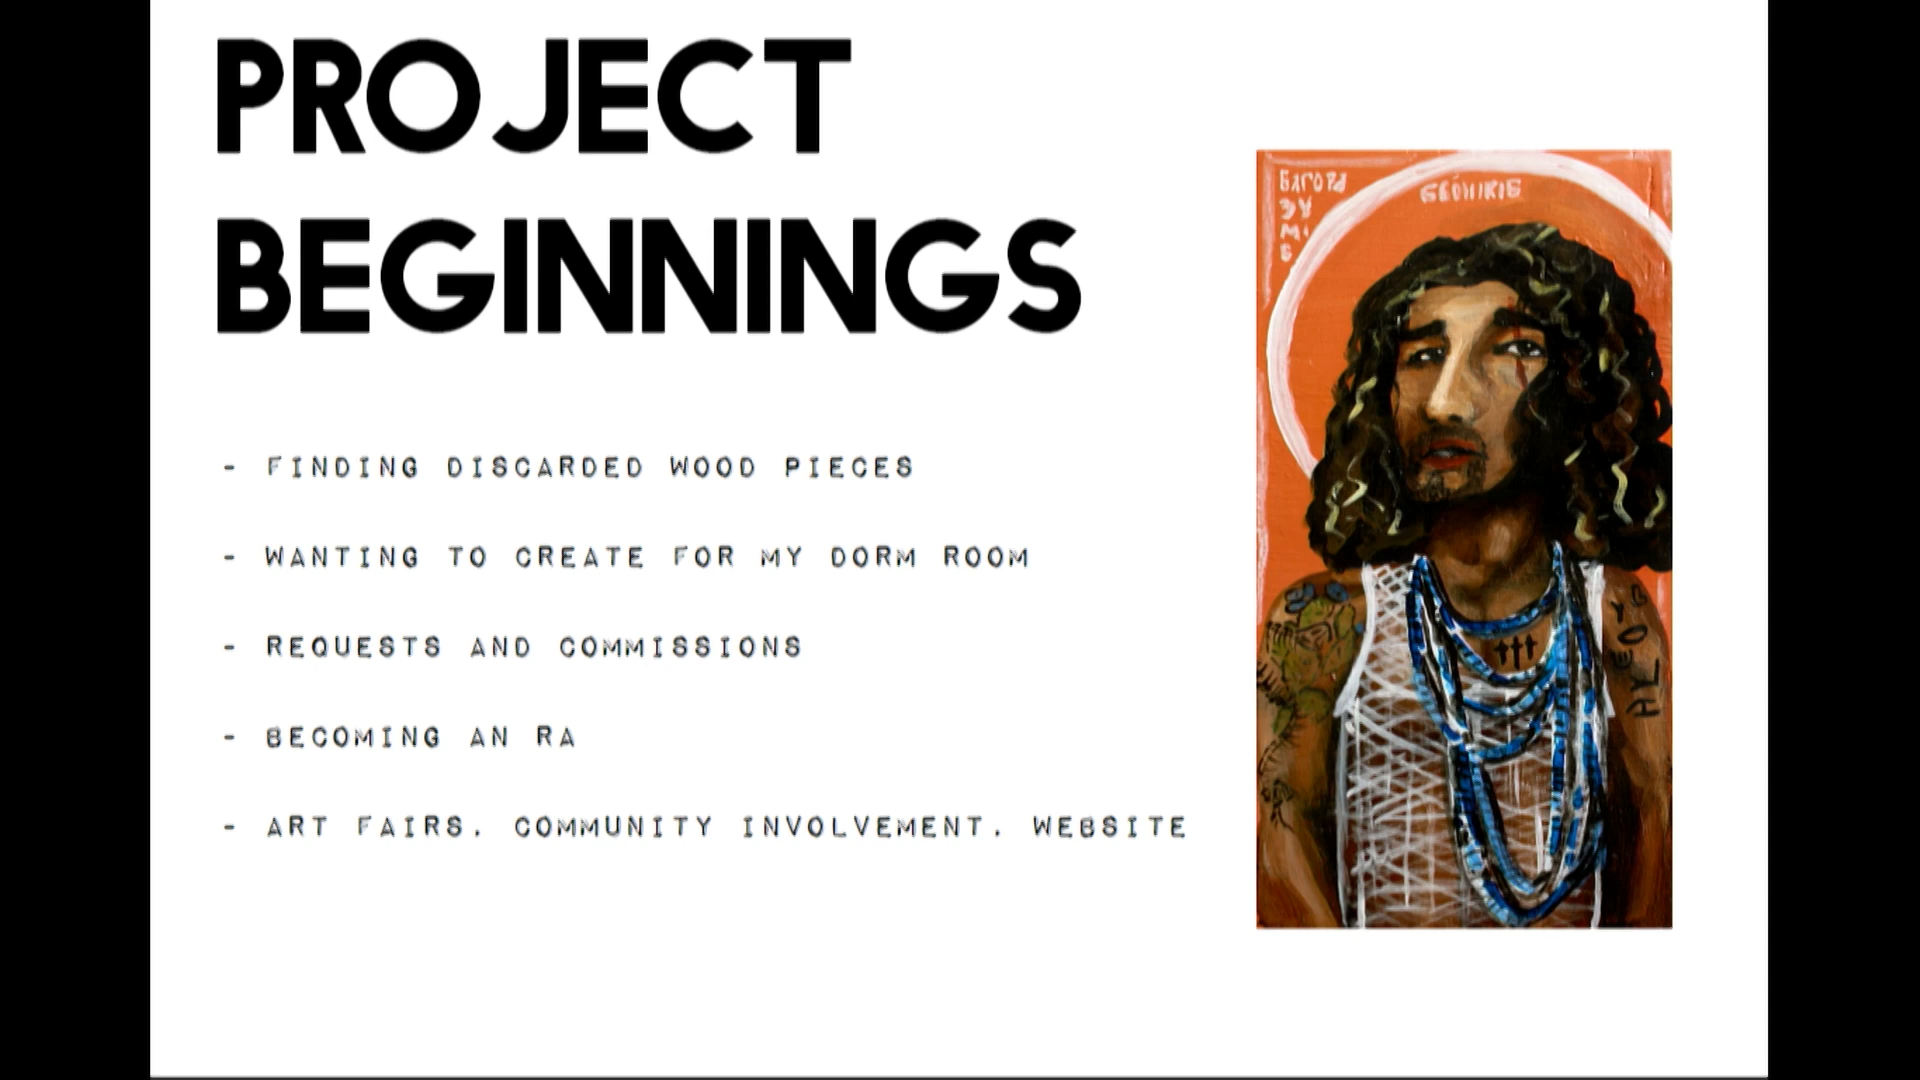 PROJECT
BEGINNINGS
- FINDING DISCARDED WOOD PIECES
- WANTING TO CREATE FOR MY DORM ROOM
- REQUESTS AND COMMISSIONS
- BECOMING AN RA
- ART FAIRS, COMMUNITY INVOLVEMENT, WEBSITE